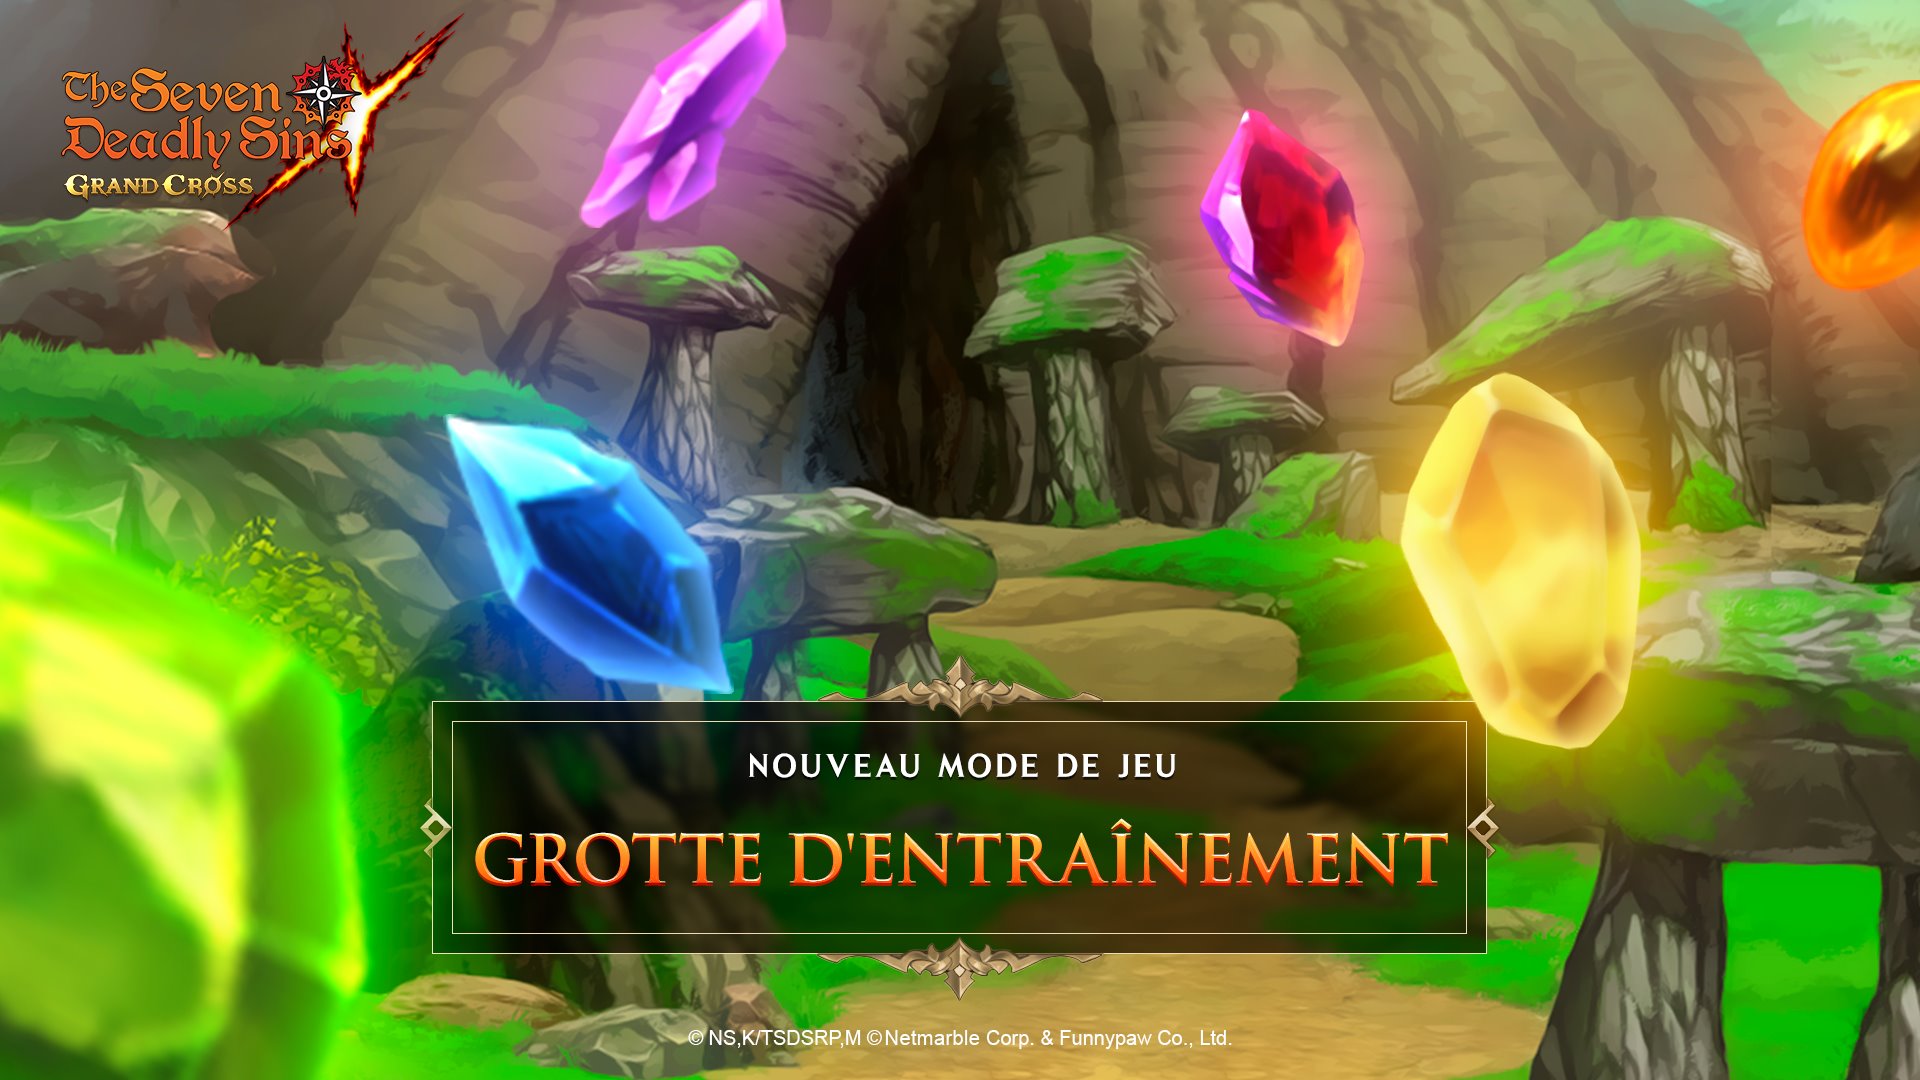 The Seven
Deadly Sins
GRAND CROSS
NOUVEAU MODE DE JEU
GROTTE D'ENTRAÎNEMENT
© NS,K/TSDSRP,M ©Netmarble Corp. & Funnypaw Co., Ltd.